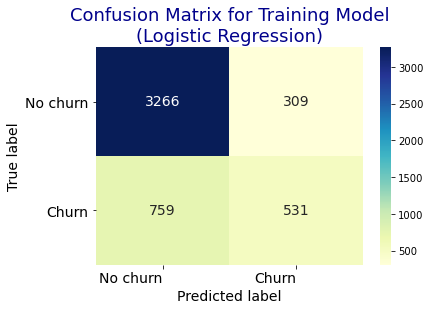 Confusion Matrix for Training Model
(Logistic Regression)
True label
No churn
Churn
3266
309
759
531
No churn
Churn
Predicted label
3000
2500
2000
1500
1000
500